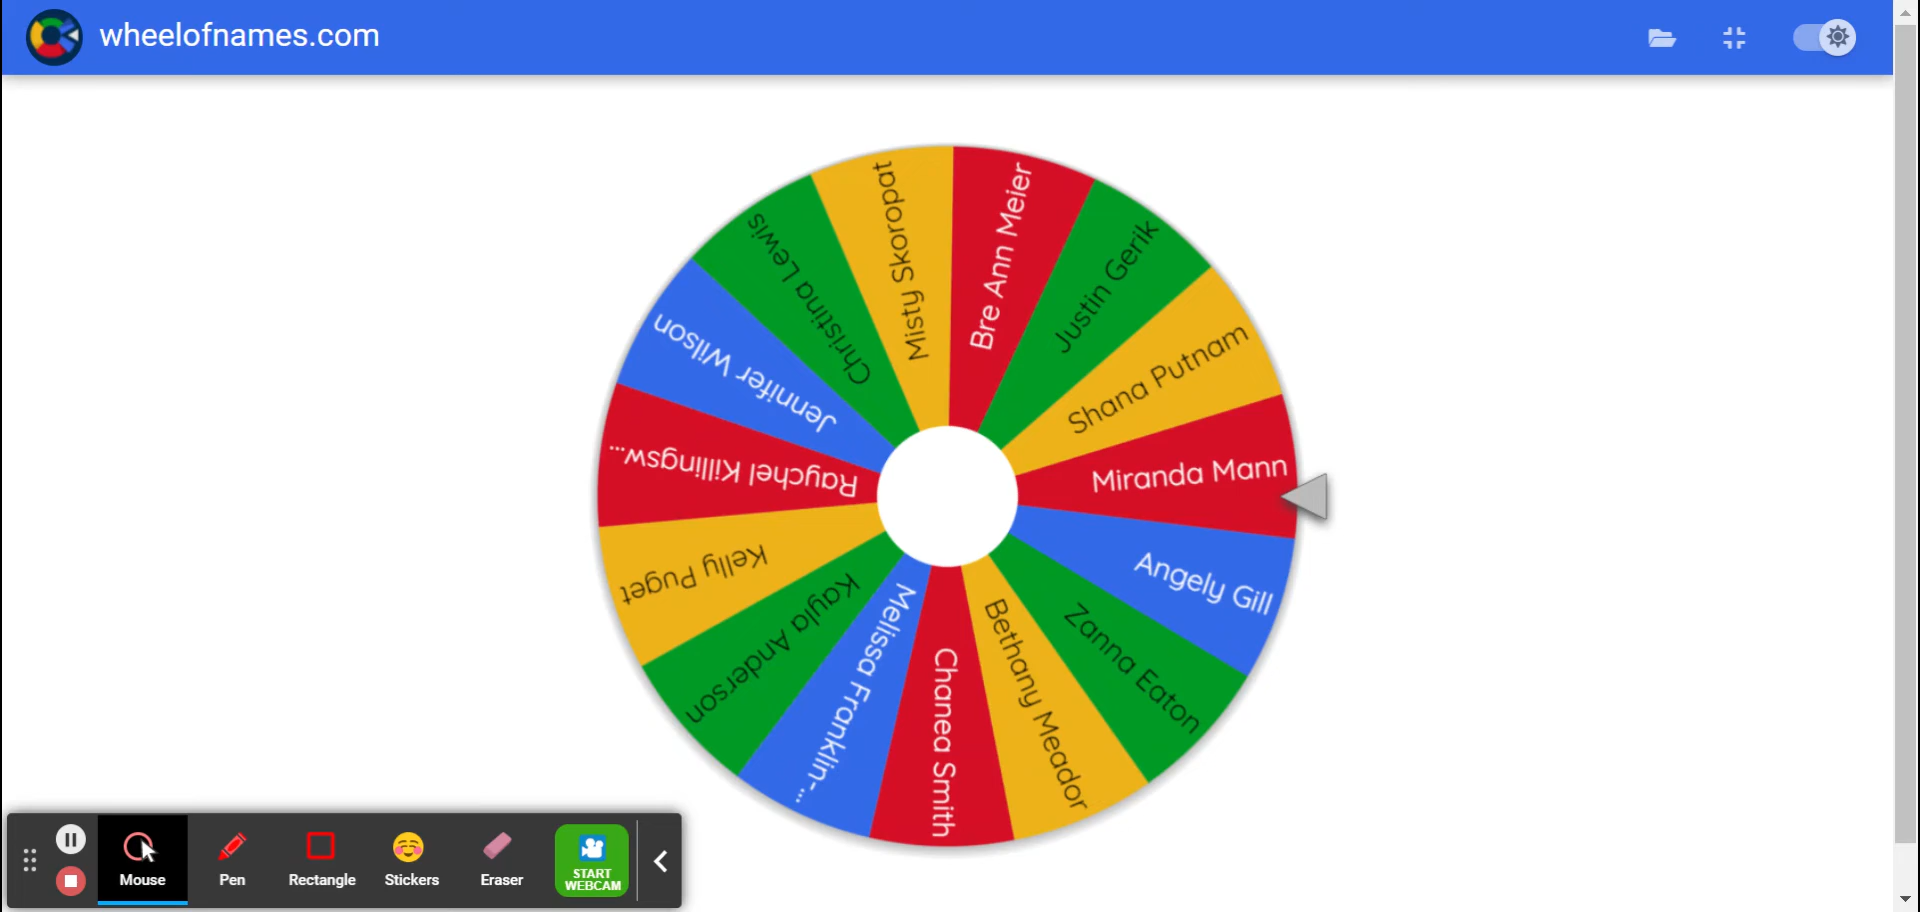 wheelofnames.com
Bre Ann Meier
Justin Gerik
Shana Putnam
Miranda Mann
Angely Gill
Zanna Eaton
Bethany Meador
Chanea Smith
Melissa Franklin-...
Kayla Anderson
Kelly Puget
Raychel Killingsw...
Jennifer Wilson
Christina Lewis
Misty Skoropat
Mouse
Pen
Rectangle
Stickers
Eraser
START
WEBCAM